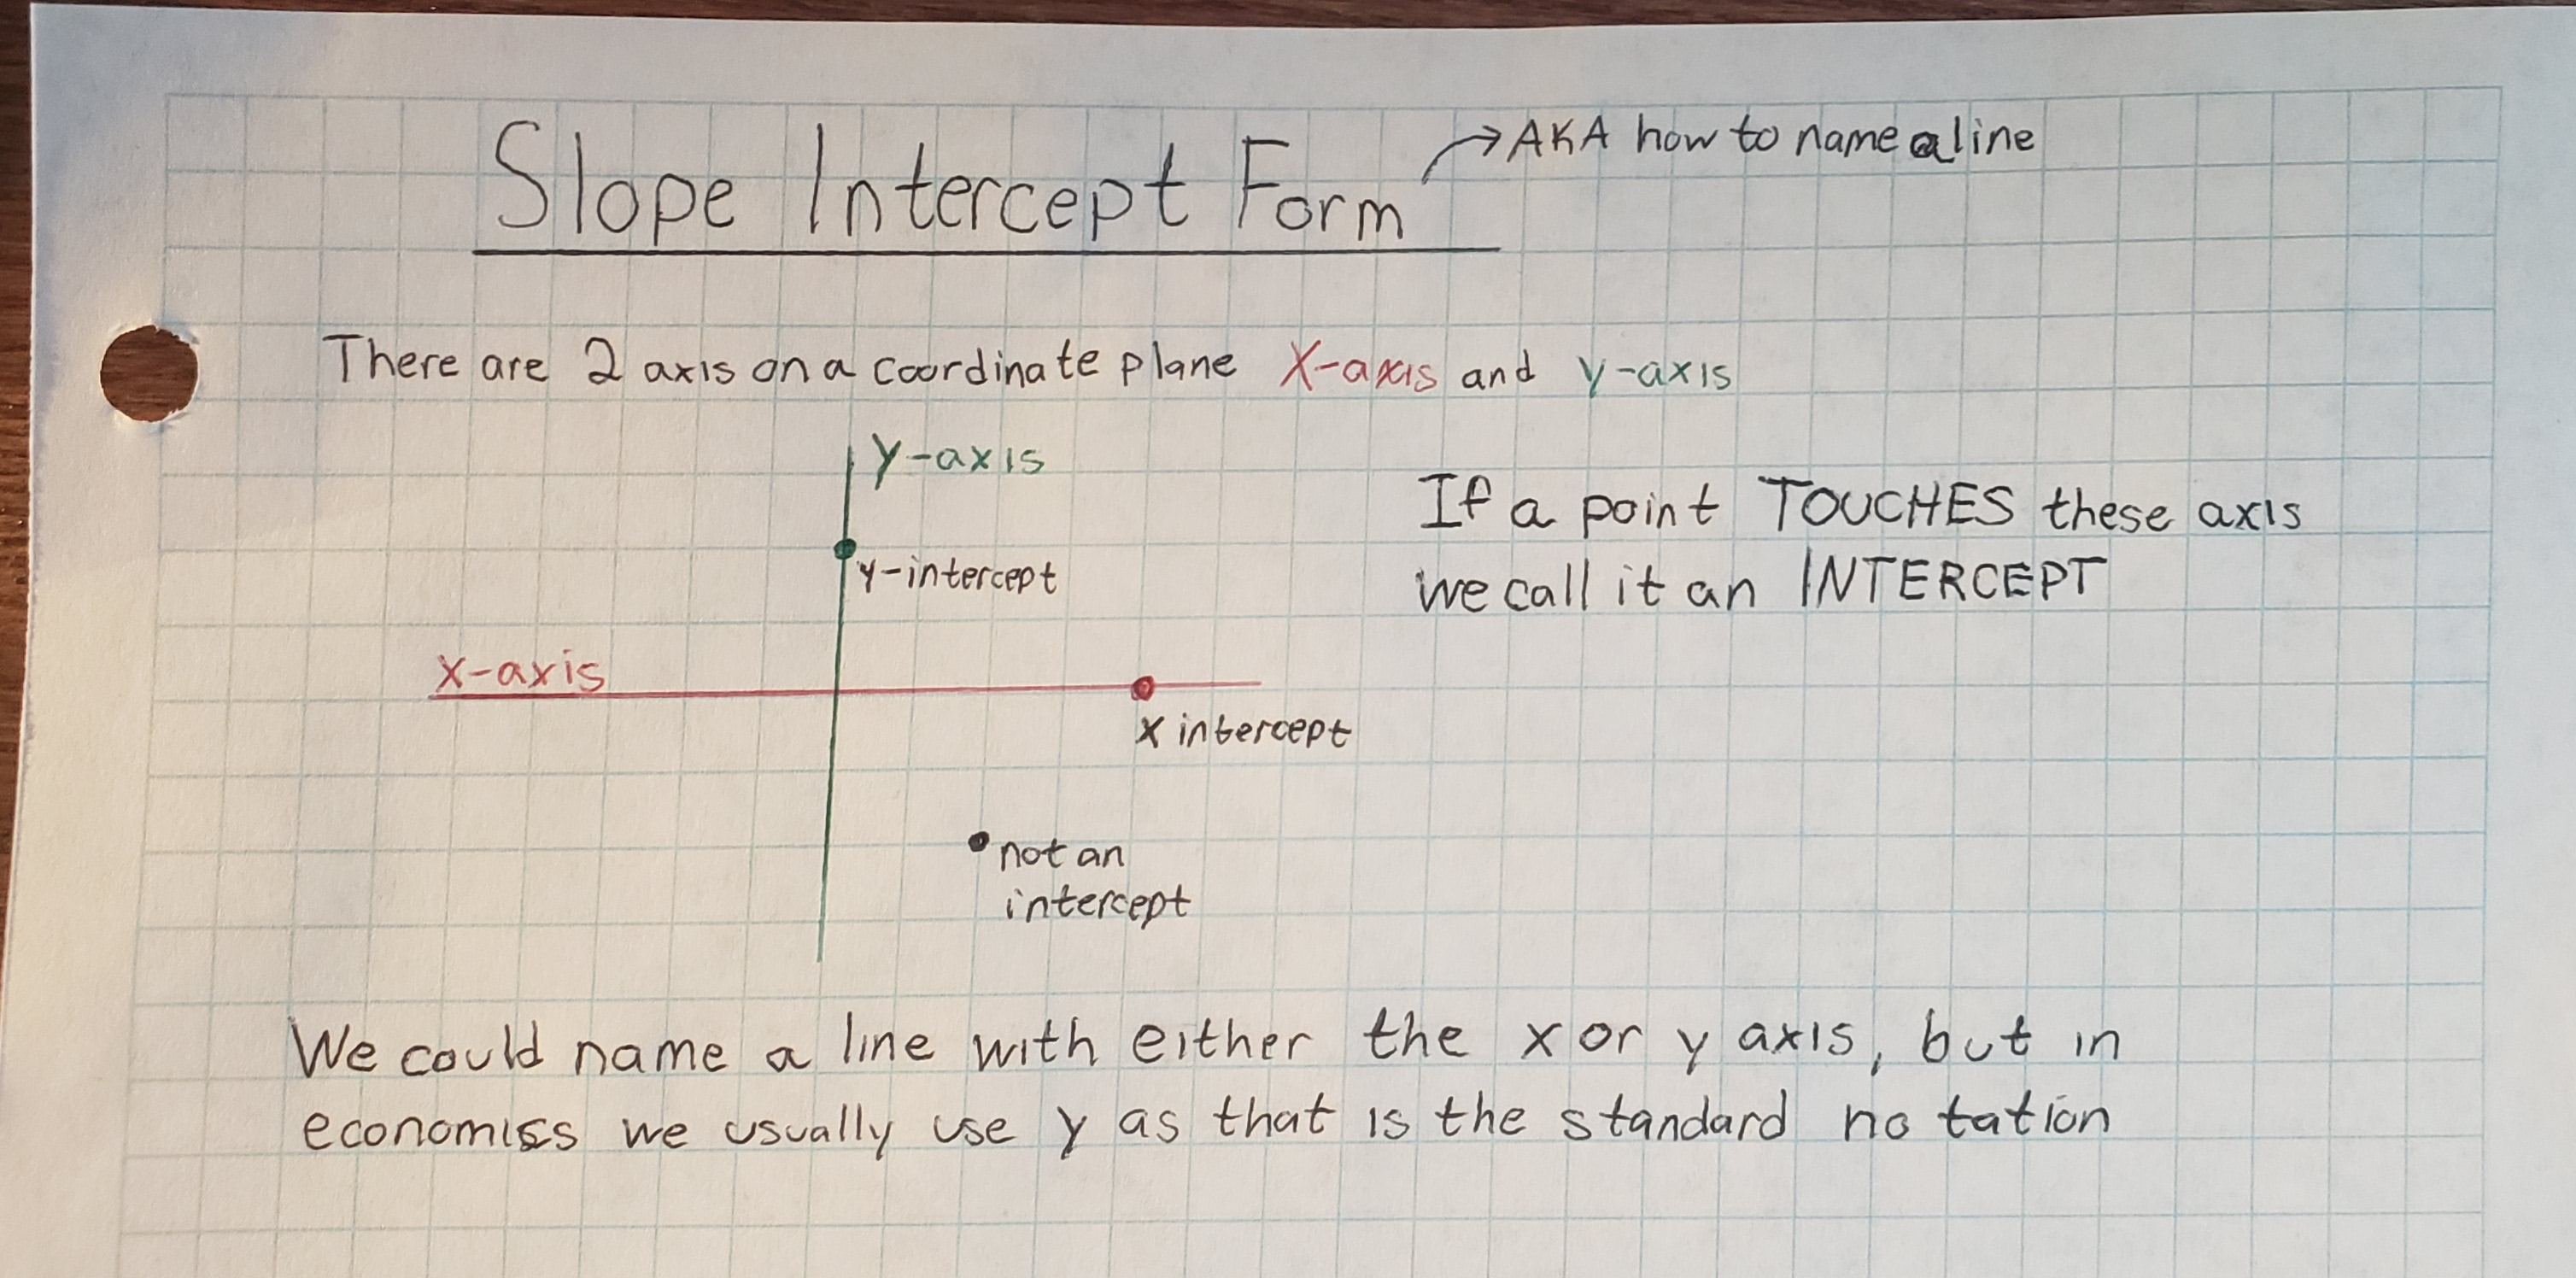 Slope Intercept Form
→AKA how to name a line
There are 2 axis on a coordinate plane X-axis and y-axis
y-axis
If a point TOUCHES these axis
we call it an INTERCEPT
y-intercept
x-axis
x intercept
not an
intercept
We could name a line with either the x or y axis, but in
economics we usually use y as that is the standard notation